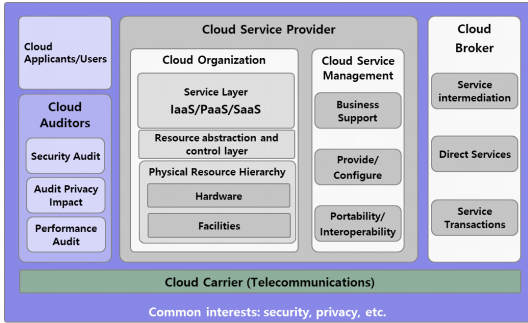 Cloud
Applicants/Users
Cloud
Auditors
Security Audit
Audit Privacy
Impact
Performance
Audit
Cloud Service Provider
Cloud Organization
Service Layer
IaaS/PaaS/SaaS
Resource abstraction and
control layer
Physical Resource Hierarchy
Hardware
Facilities
Cloud Service
Management
Business
Support
Provide/
Configure
Portability/
Interoperability
Cloud
Broker
Service
intermediation
Direct Services
Service
Transactions
Cloud Carrier (Telecommunications)
Common interests: security, privacy, etc.